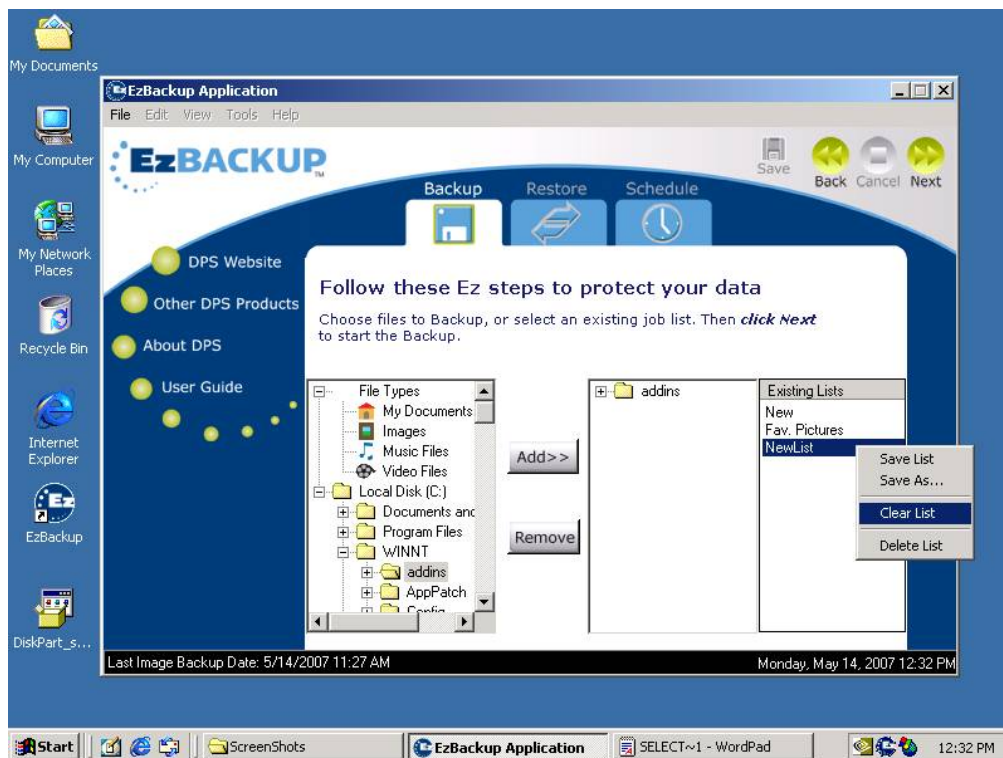 My Documents
My Computer
My Network
Places
Recycle Bin
Internet
Explorer
EzBackup
DiskPart_s...
EzBackup Application
File Edit View Tools Help
EzBACKUP TM
Save
Back
Cancel
Next
Backup
Restore
Schedule
DPS Website
Other DPS Products
About DPS
User Guide
Follow these Ez steps to protect your data
Choose files to Backup, or select an existing job list. Then click Next
to start the Backup.
File Types
My Documents
Images
Music Files
Video Files
Local Disk (C:)
Documents and
Program Files
WINNT
addins
AppPatch
Config
Add>>
Remove
addins
Existing Lists
New
Fav. Pictures
NewList
Save List
Save As...
Clear List
Delete List
Last Image Backup Date: 5/14/2007 11:27 AM
Monday, May 14, 2007 12:32 PM
Start
ScreenShots
EzBackup Application
SELECT~1 - WordPad
12:32 PM